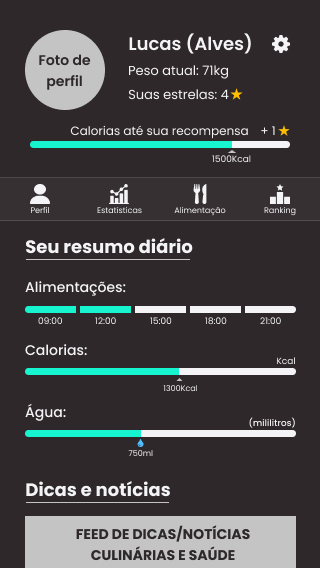 Foto de
perfil
Lucas (Alves)
Peso atual: 71kg
Suas estrelas: 4
Calorias até sua recompensa + 1
1500Kcal
Perfil Estatísticas Alimentação Ranking
Seu resumo diário
Alimentações:
09:00 12:00 15:00 18:00 21:00
Calorias:
Kcal
1300Kcal
Água:
(mililitros)
750ml
Dicas e notícias
FEED DE DICAS/NOTÍCIAS
CULINÁRIAS E SAÚDE